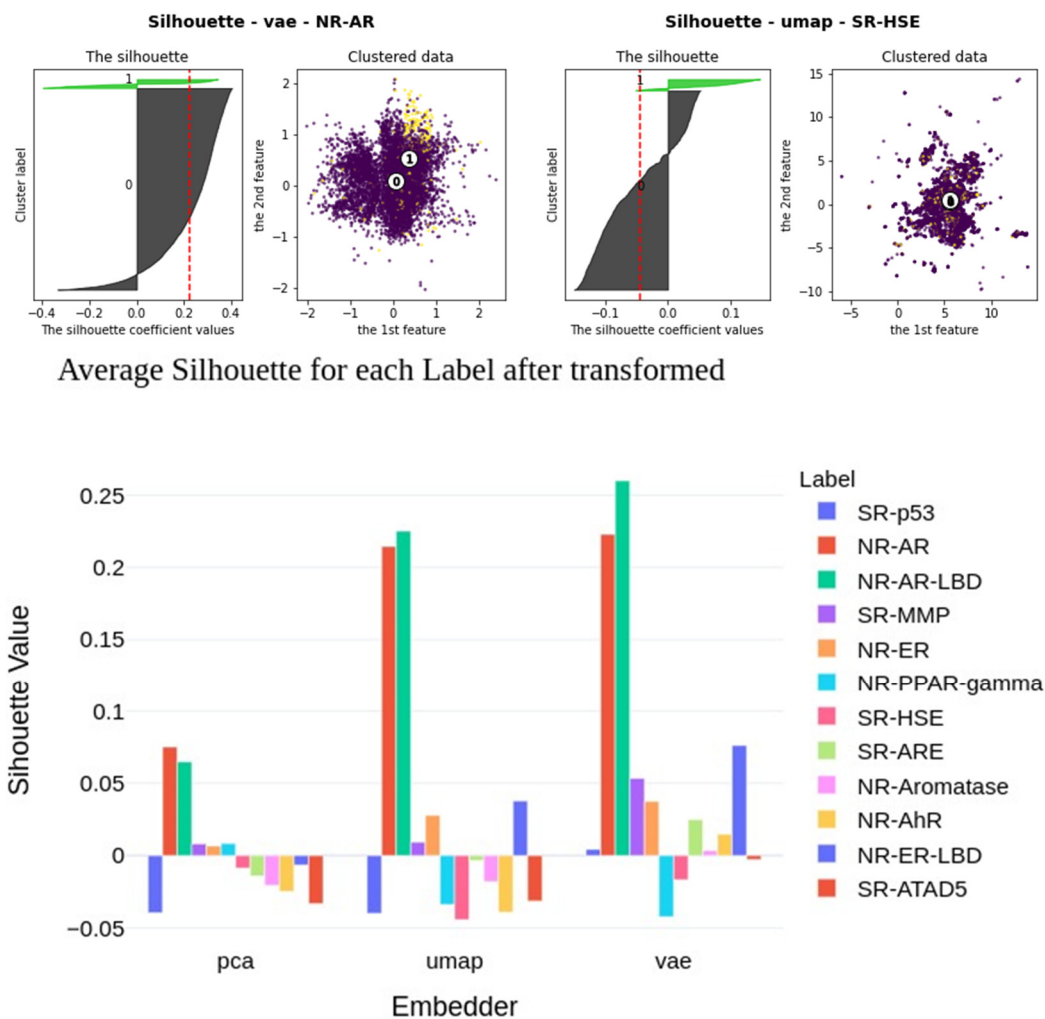 Silhouette - vae - NR-AR
Silhouette - umap - SR-HSE
The silhouette
Clustered data
The silhouette
Clustered data
Cluster label
1
0
−0.4 −0.2 0.0 0.2 0.4
The silhouette coefficient values
the 2nd feature
2
1
0
−1
−2
1
0
−2 −1 0 1 2
the 1st feature
Cluster label
1
0
−0.1 0.0 0.1
The silhouette coefficient values
the 2nd feature
15
10
5
0
−5
−10
−5 0 5 10
the 1st feature
Average Silhouette for each Label after transformed
Sihouette Value
0.25
0.2
0.15
0.1
0.05
0
−0.05
pca umap vae
Embedder
Label
SR-p53
NR-AR
NR-AR-LBD
SR-MMP
NR-ER
NR-PPAR-gamma
SR-HSE
SR-ARE
NR-Aromatase
NR-AhR
NR-ER-LBD
SR-ATAD5